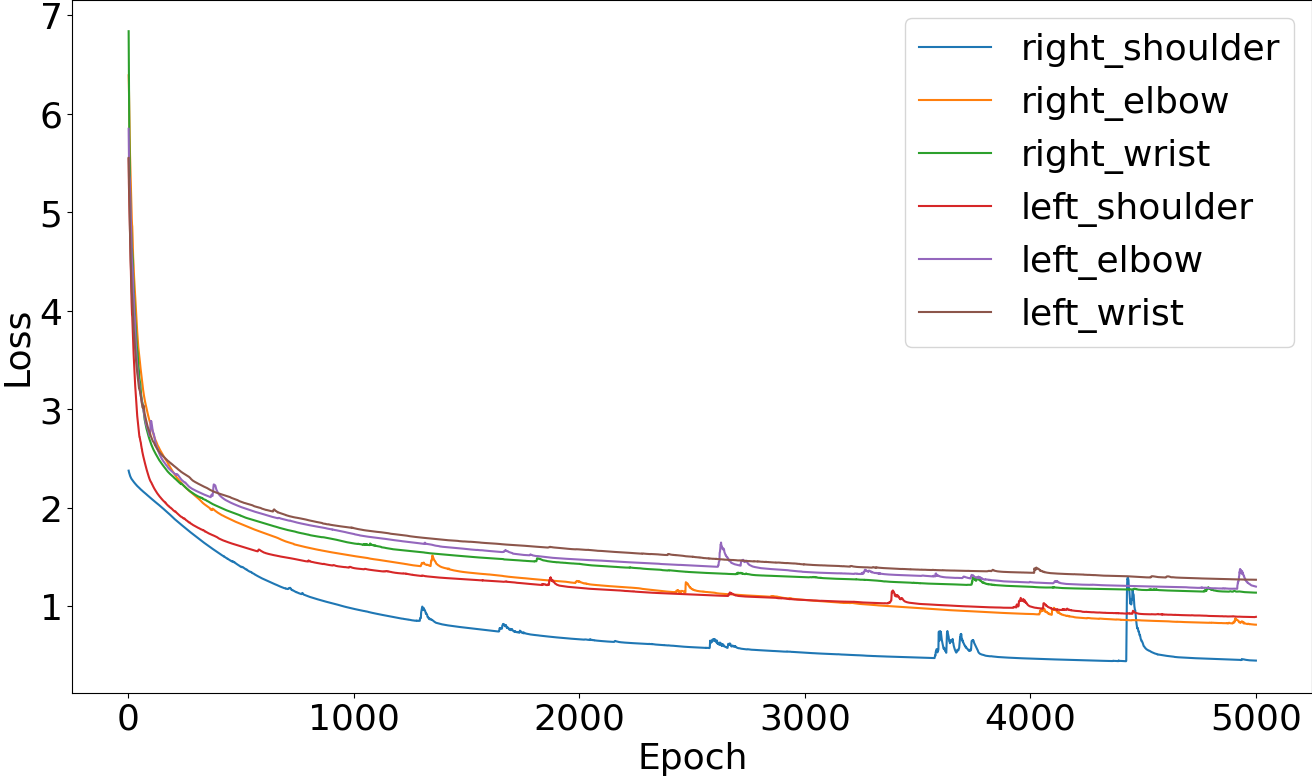 7
6
5
4
3
2
1
Loss
right_shoulder
right_elbow
right_wrist
left_shoulder
left_elbow
left_wrist
0 1000 2000 3000 4000 5000
Epoch